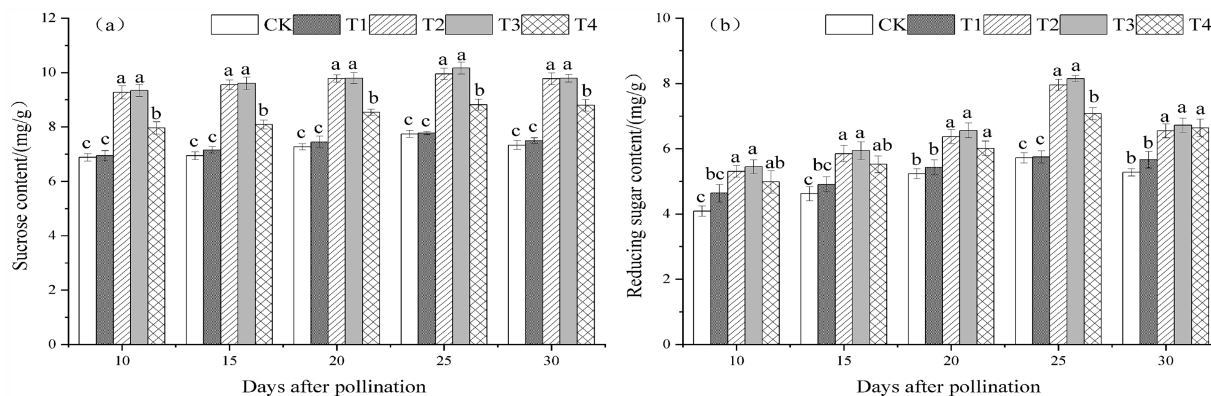 (a)
CK T1 T2 T3 T4
Sucrose content/(mg/g)
12
10
8
6
4
2
0
c c a a b
c c a a b
c c a a b
c c a a b
c c a a b
10 15 20 25 30
Days after pollination
(b)
CK T1 T2 T3 T4
Reducing sugar content/(mg/g)
10
8
6
4
2
0
c bc a a ab
c bc a a ab
b b a a a
c c a a b
b b a a a
10 15 20 25 30
Days after pollination